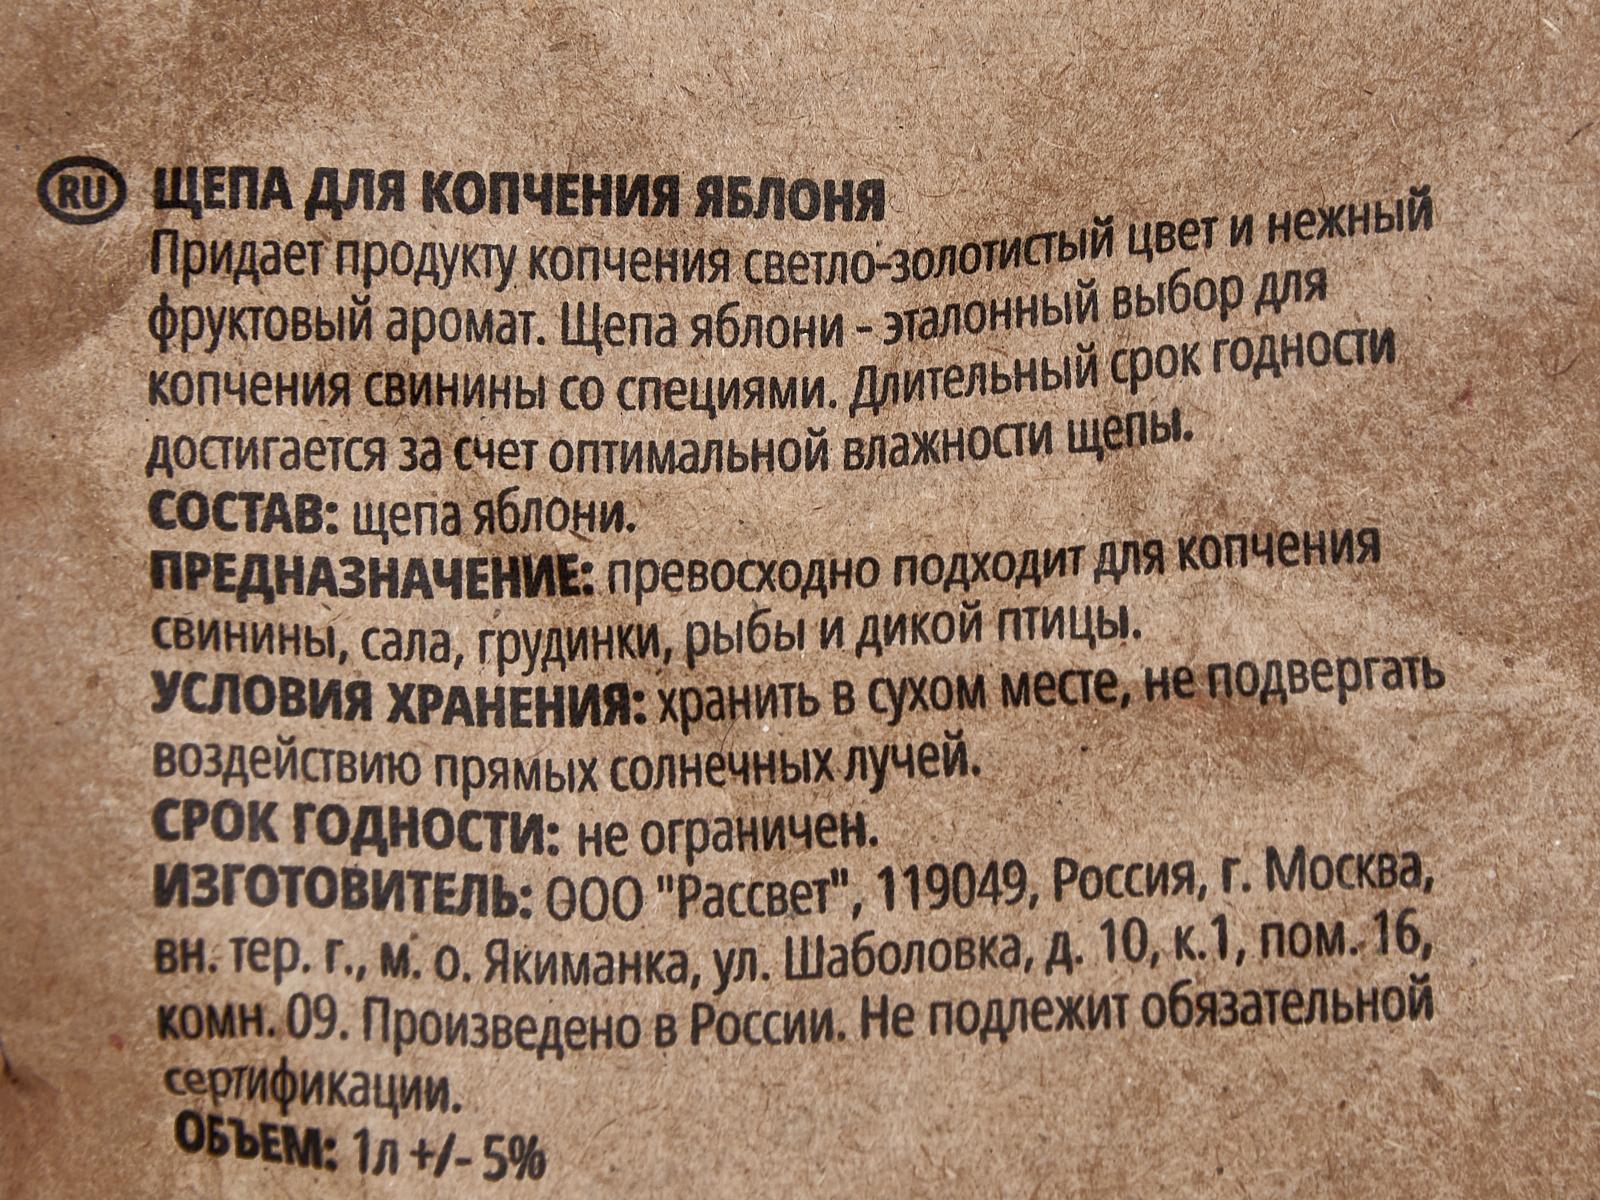 RU ЩЕПА ДЛЯ КОПЧЕНИЯ ЯБЛОНЯ
Придает продукту копчения светло-золотистый цвет и нежный
фруктовый аромат. Щепа яблони - эталонный выбор для
копчения свинины со специями. Длительный срок годности
достигается за счет оптимальной влажности щепы.
СОСТАВ: щепа яблони.
ПРЕДНАЗНАЧЕНИЕ: превосходно подходит для копчения
свинины, сала, грудинки, рыбы и дикой птицы.
УСЛОВИЯ ХРАНЕНИЯ: хранить в сухом месте, не подвергать
воздействию прямых солнечных лучей.
СРОК ГОДНОСТИ: не ограничен.
ИЗГОТОВИТЕЛЬ: ООО "Рассвет", 119049, Россия, г. Москва,
вн. тер. г., м. о. Якиманка, ул. Шаболовка, д. 10, к.1, пом. 16,
комн. 09. Произведено в России. Не подлежит обязательной
сертификации.
ОБЪЕМ: 1л +/- 5%